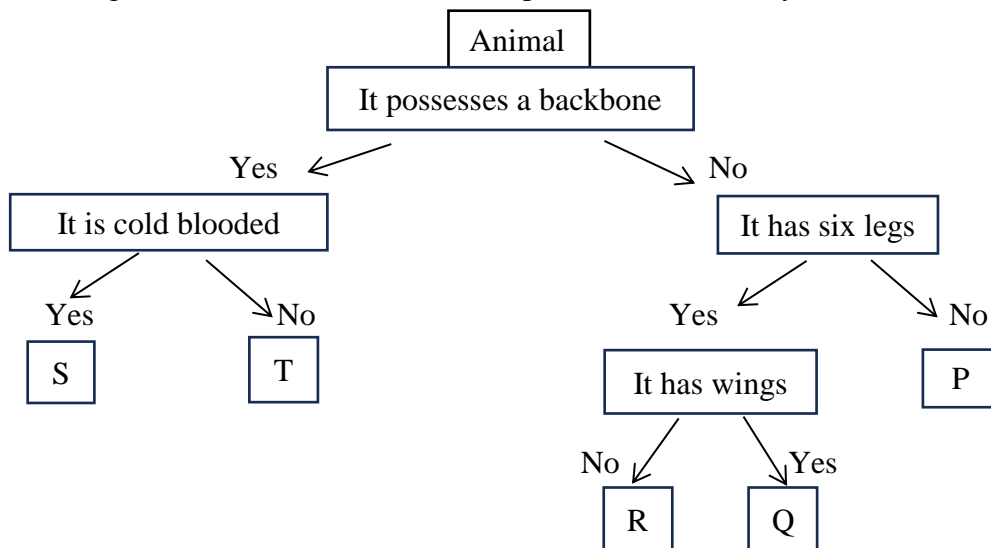 Animal
It possesses a backbone
Yes No
It is cold blooded It has six legs
Yes No Yes No
S T It has wings P
No Yes
R Q